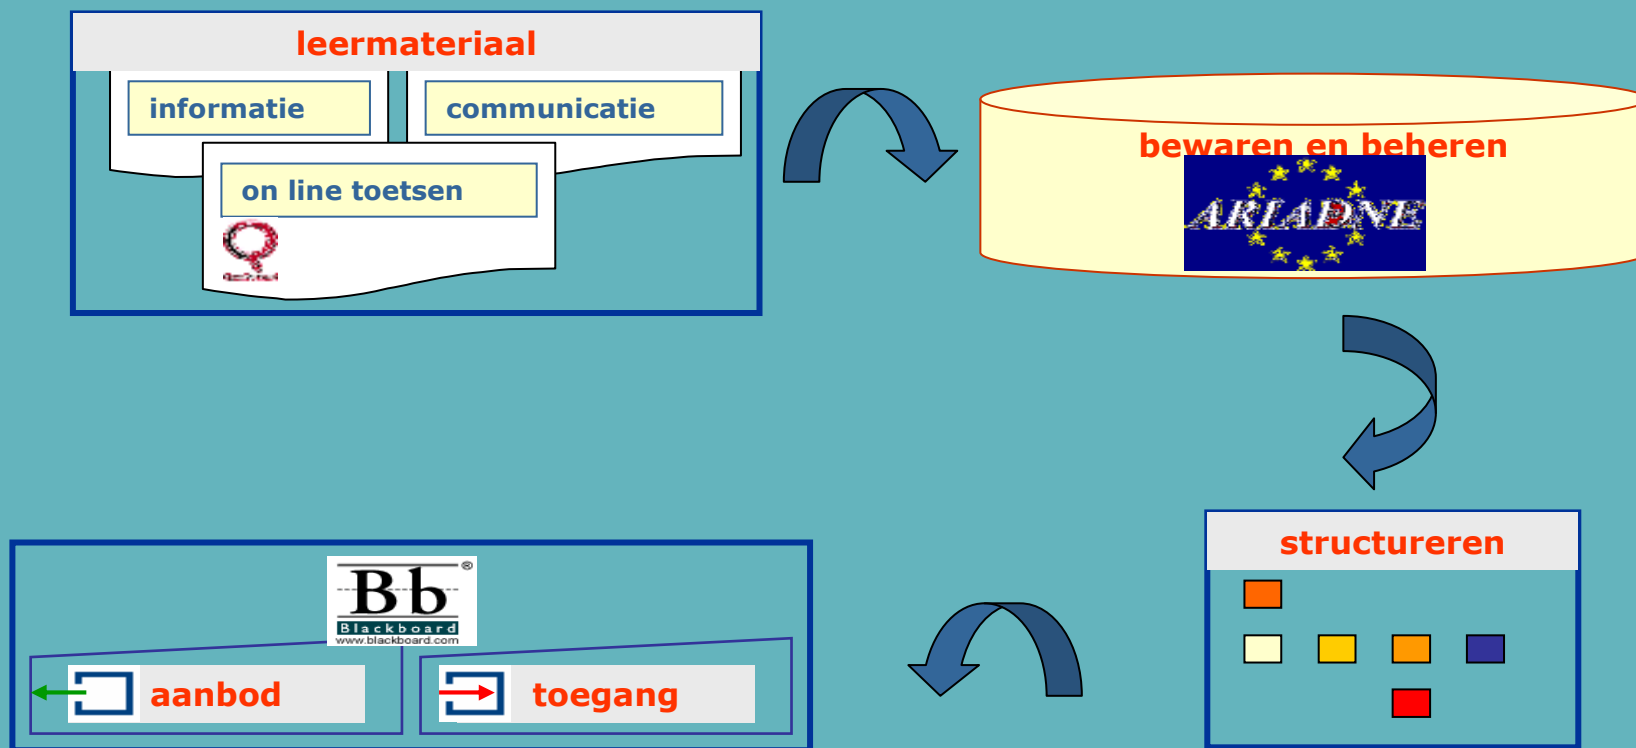 leermateriaal
informatie
communicatie
on line toetsen
bewaren en beheren
ARIADNE
structureren
Bb®
Blackboard
www.blackboard.com
aanbod
toegang